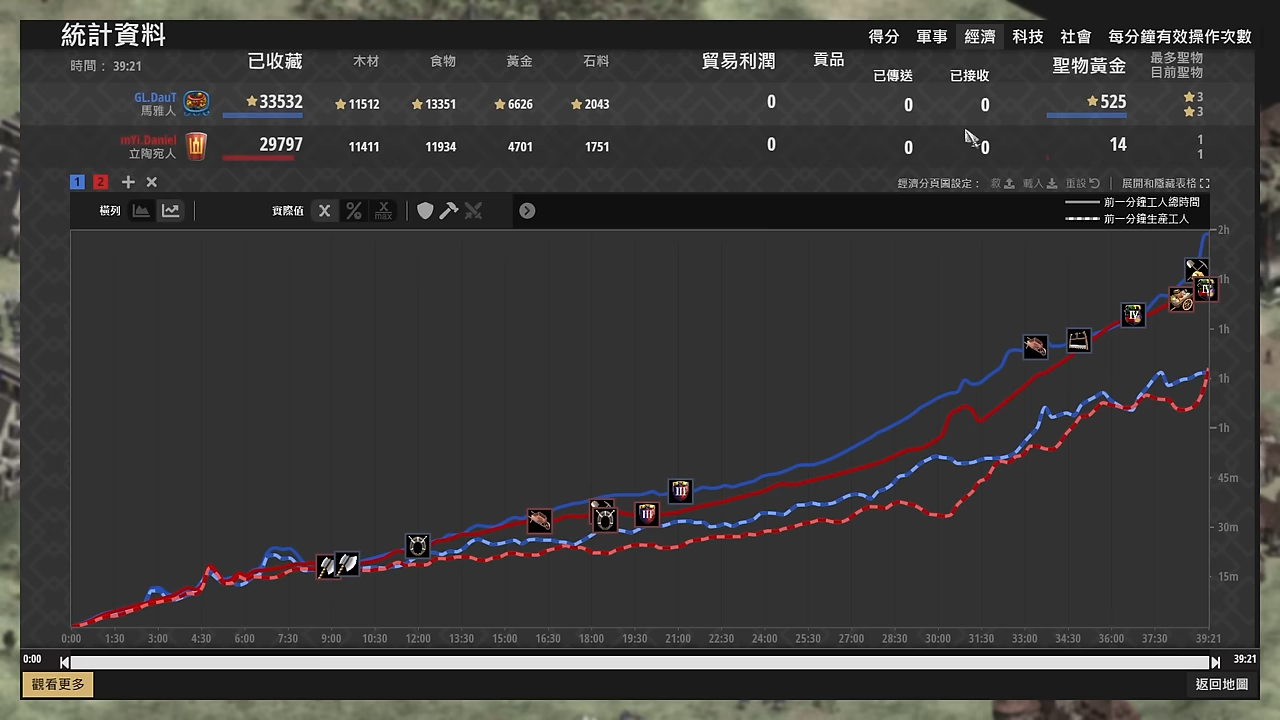 統計資料
得分 軍事 經濟 科技 社會 每分鐘有效操作次數
時間： 39:21 已收藏 木材 食物 黃金 石料 貿易利潤 貢品 已傳送 已接收 聖物黃金 最多聖物
目前聖物
GL.DauT
馬雅人 33532 11512 13351 6626 2043 0 0 0 525 3
3
mYi.Daniel
立陶宛人 29797 11411 11934 4701 1751 0 0 0 14 1
1
1 2
經濟分頁圖設定： 載入 重設 展開和隱藏表格
橫列 實際值 X % X max
前一分鐘工人總時間
前一分鐘生產工人
2h
1h
1h
1h
1h
45m
30m
15m
III III IV IV
0:00 1:30 3:00 4:30 6:00 7:30 9:00 10:30 12:00 13:30 15:00 16:30 18:00 19:30 21:00 22:30 24:00 25:30 27:00 28:30 30:00 31:30 33:00 34:30 36:00 37:30 39:21
0:00 39:21
觀看更多 返回地圖